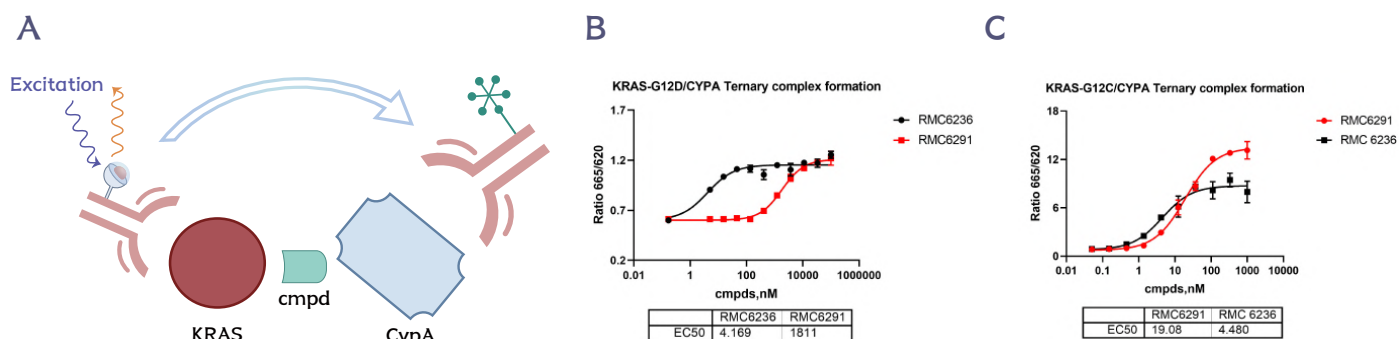 A
Excitation
KRAS
cmpd
CypA
B
KRAS-G12D/CYPA Ternary complex formation
Ratio 665/620
1.7
1.2
0.7
0.2
0.01
1
100
10000
1000000
cmpds,nM
RMC6236
RMC6291
RMC6236 RMC6291
EC50 4.169 1811
C
KRAS-G12C/CYPA Ternary complex formation
Ratio 665/620
18
12
6
0
0.01
0.1
1
10
100
1000
10000
cmpds,nM
RMC6291
RMC 6236
RMC6291 RMC 6236
EC50 19.08 4.480